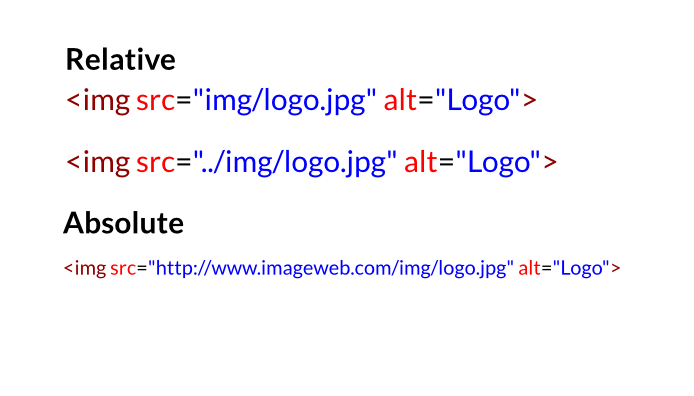 Relative
<img src="img/logo.jpg" alt="Logo">
<img src="../img/logo.jpg" alt="Logo">
Absolute
<img src="http://www.imageweb.com/img/logo.jpg" alt="Logo">